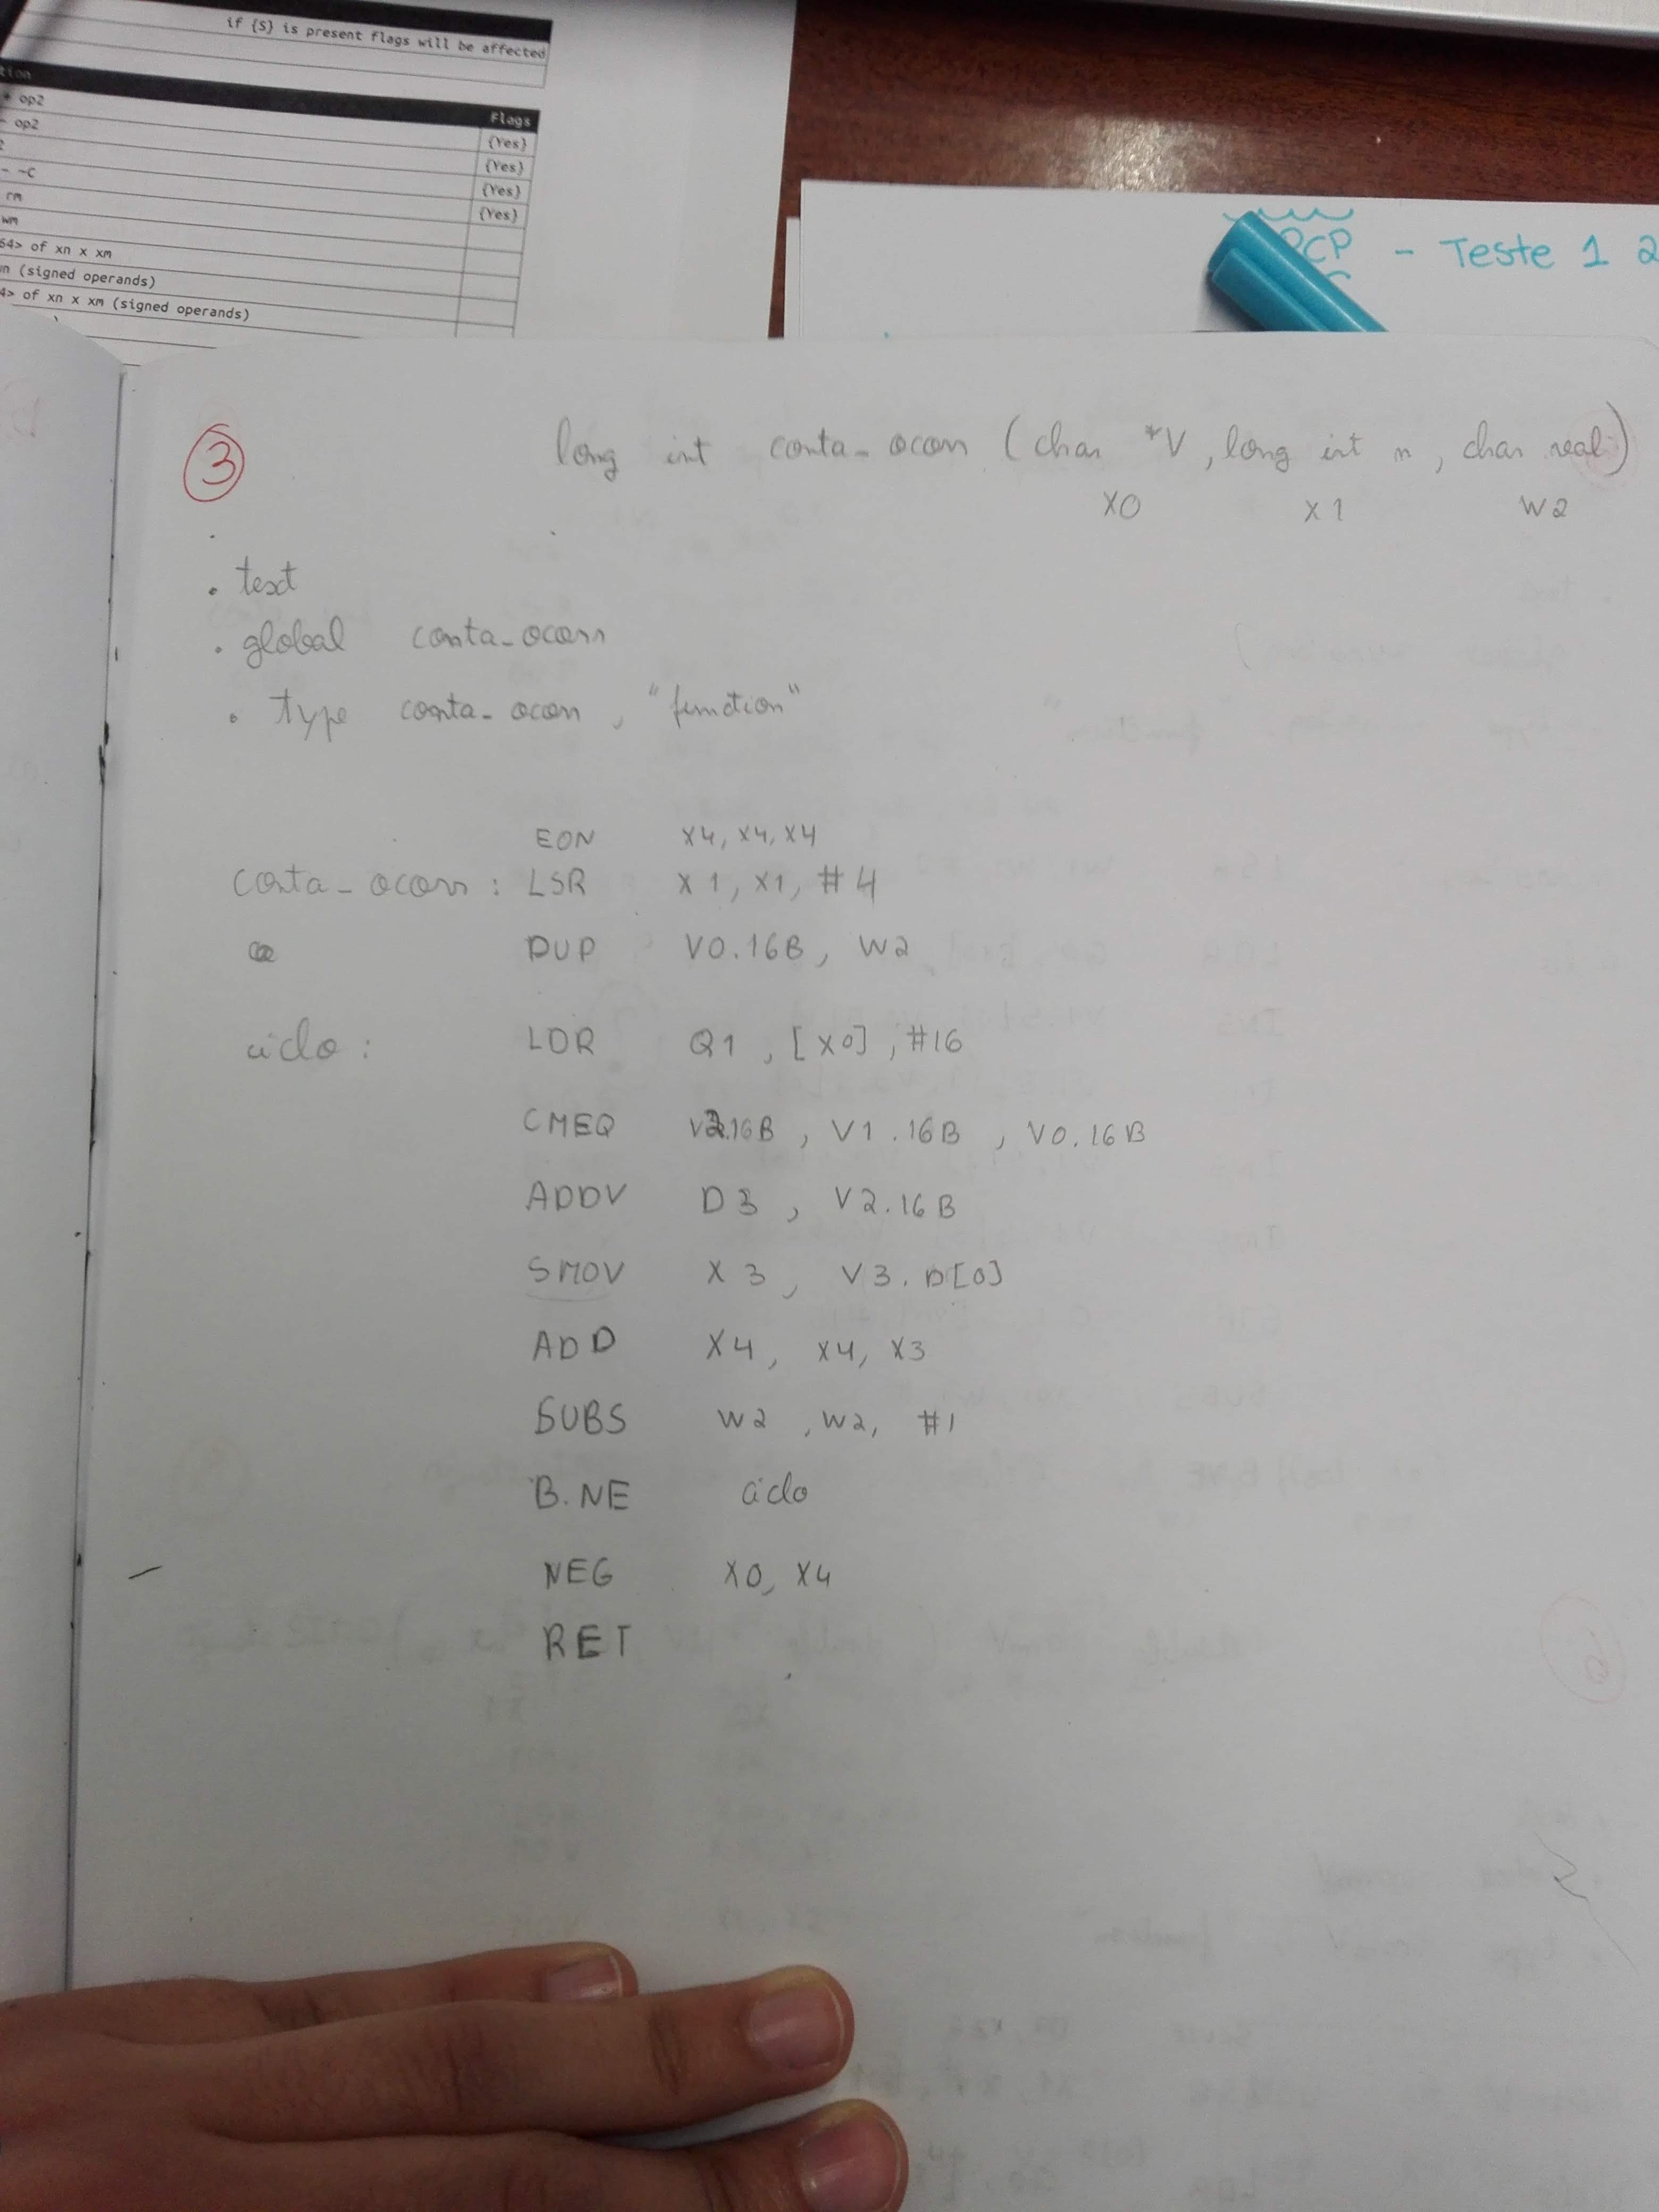 if {S} is present flags will be affected
tion Flags
+ op2 {Yes}
- op2 {Yes}
- ~C {Yes}
rm {Yes}
wm
64> of xn x xm
n (signed operands)
4> of xn x xm (signed operands)
PCP - Teste 1 2
3 long int conta_ocorr (char *V, long int n, char real)
X0 X1 W2
.text
.global conta_ocorr
.type conta_ocorr, "function"
EON X4, X4, X4
conta_ocorr: LSR X1, X1, #4
DUP V0.16B, W2
ciclo: LDR Q1, [X0], #16
CMEQ V2.16B, V1.16B, V0.16B
ADDV D3, V2.16B
SMOV X3, V3.D[0]
ADD X4, X4, X3
SUBS W2, W2, #1
B.NE ciclo
NEG X0, X4
RET